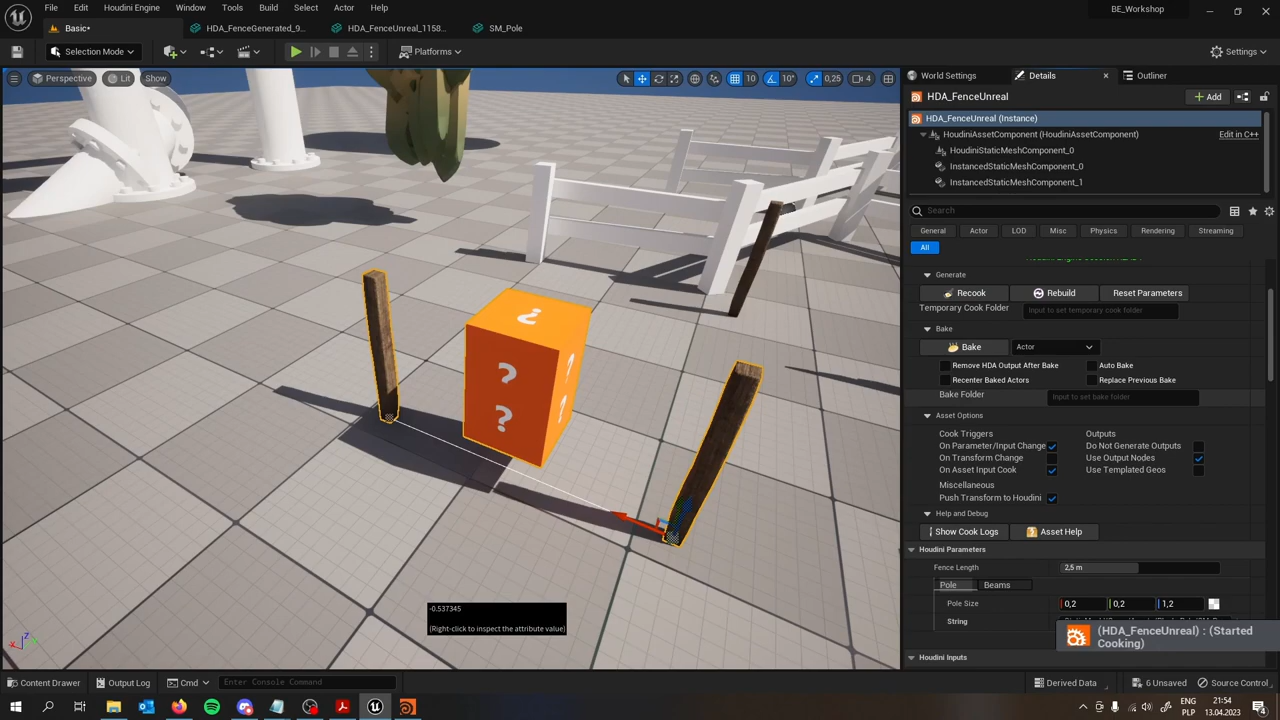 File Edit Houdini Engine Window Tools Build Select Actor Help
BE_Workshop
Basic*
HDA_FenceGenerated_9...
HDA_FenceUnreal_1158...
SM_Pole
Selection Mode
Platforms
Settings
Perspective
Lit
Show
10
10°
0,25
4
World Settings
Details
Outliner
HDA_FenceUnreal
Add
HDA_FenceUnreal (Instance)
HoudiniAssetComponent (HoudiniAssetComponent)
Edit in C++
HoudiniStaticMeshComponent_0
InstancedStaticMeshComponent_0
InstancedStaticMeshComponent_1
Search
General
Actor
LOD
Misc
Physics
Rendering
Streaming
All
Generate
Recook
Rebuild
Reset Parameters
Temporary Cook Folder
Input to set temporary cook folder
Bake
Bake
Actor
Remove HDA Output After Bake
Auto Bake
Recenter Baked Actors
Replace Previous Bake
Bake Folder
Input to set bake folder
Asset Options
Cook Triggers
Outputs
On Parameter/Input Change
Do Not Generate Outputs
On Transform Change
Use Output Nodes
On Asset Input Cook
Use Templated Geos
Miscellaneous
Push Transform to Houdini
Help and Debug
Show Cook Logs
Asset Help
Houdini Parameters
Fence Length
2,5 m
Pole
Beams
Pole Size
0,2
0,2
1,2
String
(HDA_FenceUnreal) : (Started
Cooking)
Houdini Inputs
?
?
?
-0.537345
(Right-click to inspect the attribute value)
X
Z
Content Drawer
Output Log
Cmd
Enter Console Command
Derived Data
6 Unsaved
Source Control
ENG
PLP
21:54
13.04.2023